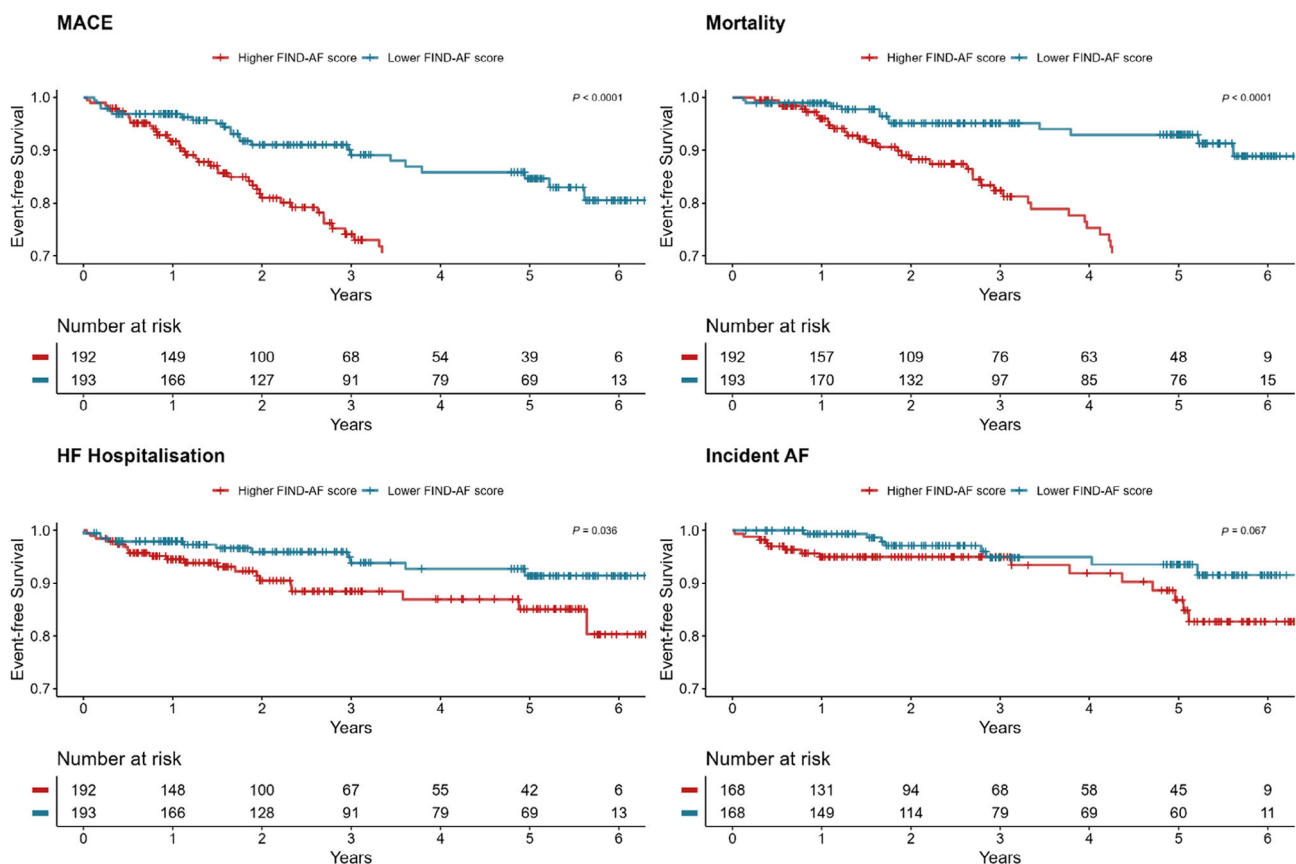 MACE
Higher FIND-AF score Lower FIND-AF score
P < 0.0001
Event-free Survival
1.0
0.9
0.8
0.7
0 1 2 3 4 5 6
Years
Number at risk
192 149 100 68 54 39 6
193 166 127 91 79 69 13
0 1 2 3 4 5 6
Years
Mortality
Higher FIND-AF score Lower FIND-AF score
P < 0.0001
Event-free Survival
1.0
0.9
0.8
0.7
0 1 2 3 4 5 6
Years
Number at risk
192 157 109 76 63 48 9
193 170 132 97 85 76 15
0 1 2 3 4 5 6
Years
HF Hospitalisation
Higher FIND-AF score Lower FIND-AF score
P = 0.036
Event-free Survival
1.0
0.9
0.8
0.7
0 1 2 3 4 5 6
Years
Number at risk
192 148 100 67 55 42 6
193 166 128 91 79 69 13
0 1 2 3 4 5 6
Years
Incident AF
Higher FIND-AF score Lower FIND-AF score
P = 0.067
Event-free Survival
1.0
0.9
0.8
0.7
0 1 2 3 4 5 6
Years
Number at risk
168 131 94 68 58 45 9
168 149 114 79 69 60 11
0 1 2 3 4 5 6
Years